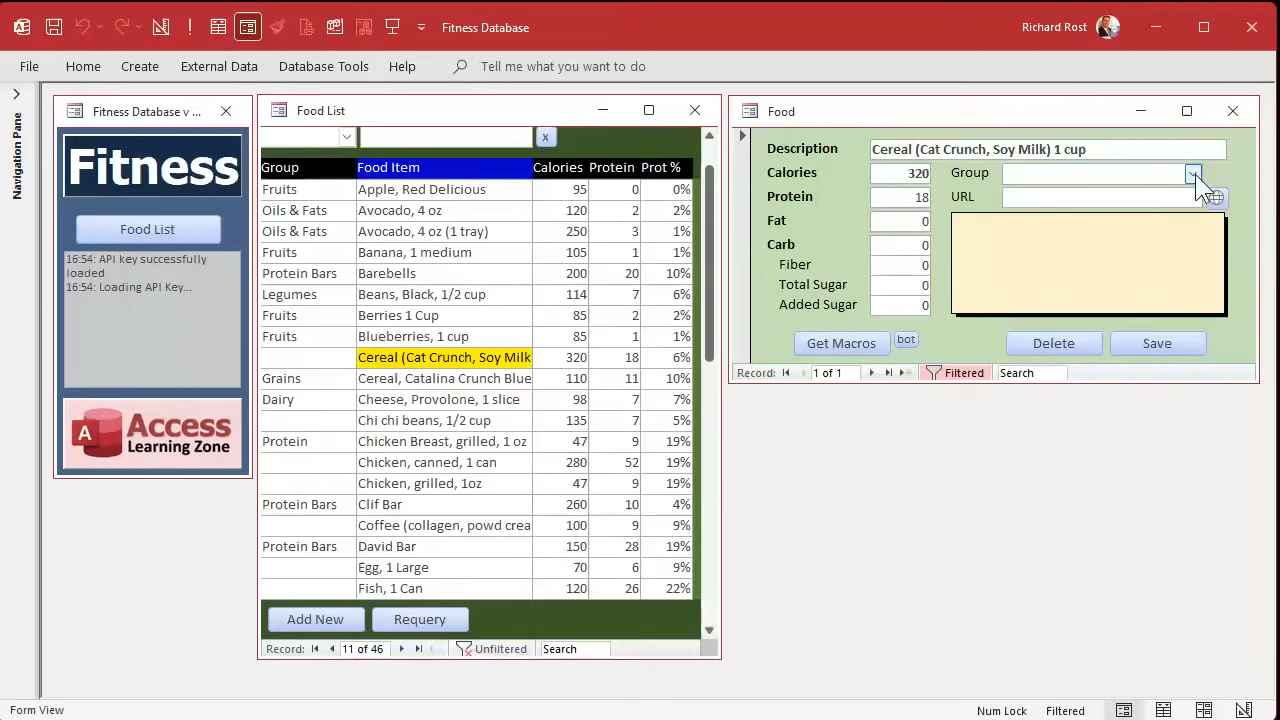 Fitness Database
Richard Rost
File Home Create External Data Database Tools Help Tell me what you want to do
Navigation Pane
Fitness Database v ...
Fitness
Food List
16:54: API key successfully
loaded
16:54: Loading API Key...
Access
Learning Zone
Food List
x
Group Food Item Calories Protein Prot %
Fruits Apple, Red Delicious 95 0 0%
Oils & Fats Avocado, 4 oz 120 2 2%
Oils & Fats Avocado, 4 oz (1 tray) 250 3 1%
Fruits Banana, 1 medium 105 1 1%
Protein Bars Barebells 200 20 10%
Legumes Beans, Black, 1/2 cup 114 7 6%
Fruits Berries 1 Cup 85 2 2%
Fruits Blueberries, 1 cup 85 1 1%
Cereal (Cat Crunch, Soy Milk 320 18 6%
Grains Cereal, Catalina Crunch Blue 110 11 10%
Dairy Cheese, Provolone, 1 slice 98 7 7%
Chi chi beans, 1/2 cup 135 7 5%
Protein Chicken Breast, grilled, 1 oz 47 9 19%
Chicken, canned, 1 can 280 52 19%
Chicken, grilled, 1oz 47 9 19%
Protein Bars Clif Bar 260 10 4%
Coffee (collagen, powd crea 100 9 9%
Protein Bars David Bar 150 28 19%
Egg, 1 Large 70 6 9%
Fish, 1 Can 120 26 22%
Add New Requery
Record: 11 of 46 Unfiltered Search
Food
Description Cereal (Cat Crunch, Soy Milk) 1 cup
Calories 320 Group
Protein 18 URL
Fat 0
Carb 0
Fiber 0
Total Sugar 0
Added Sugar 0
Get Macros bot Delete Save
Record: 1 of 1 Filtered Search
Form View Num Lock Filtered